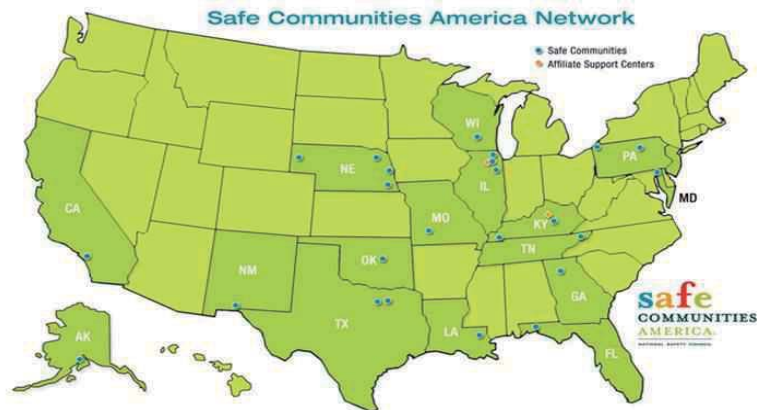 Safe Communities America Network
Safe Communities
Affiliate Support Centers
WI
NE
PA
IL
CA
MD
MO
KY
TN
OK
NM
GA
TX
LA
AK
FL
safe
COMMUNITIES
AMERICA.
NATIONAL SAFETY COUNCIL